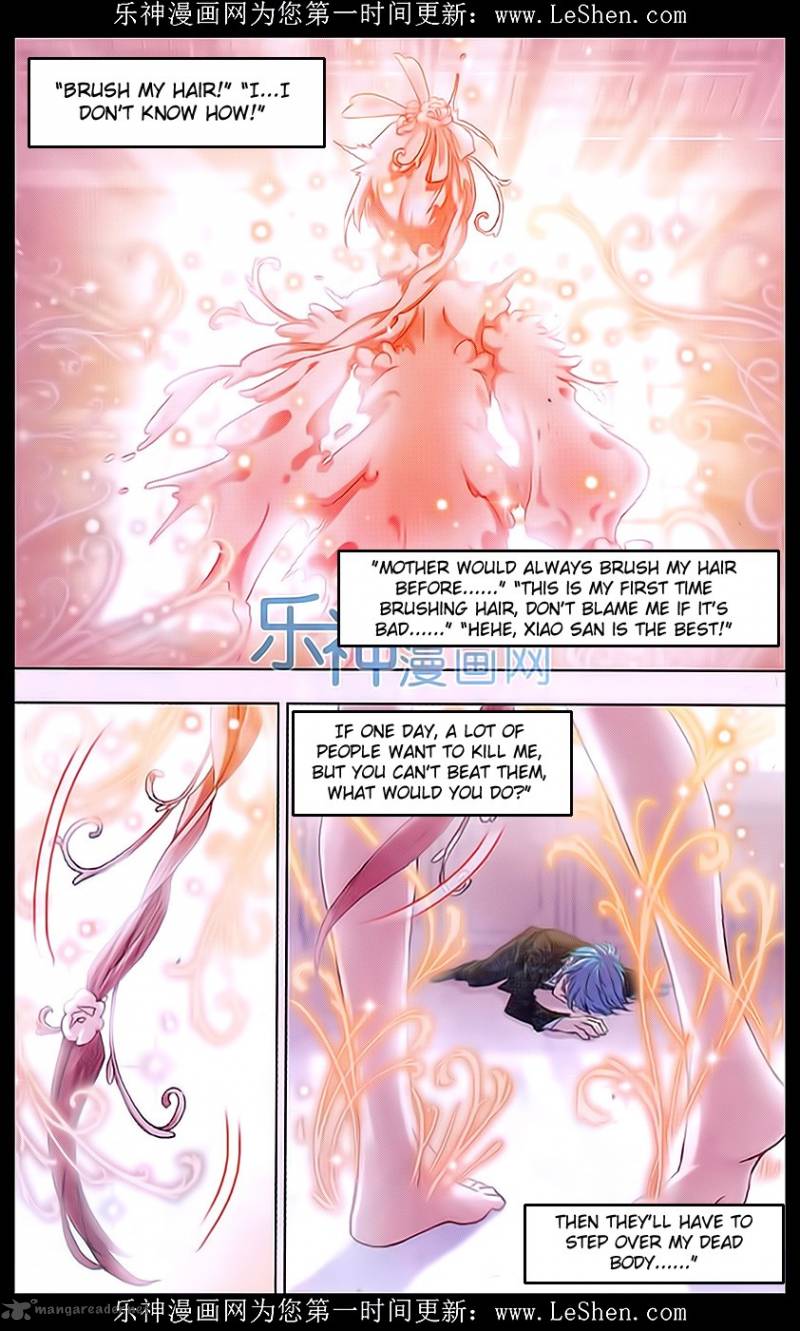 乐神漫画网为您第一时间更新：www.LeShen.com
"BRUSH MY HAIR!" "I...I
DON'T KNOW HOW!"
"MOTHER WOULD ALWAYS BRUSH MY HAIR
BEFORE......" "THIS IS MY FIRST TIME
BRUSHING HAIR, DON'T BLAME ME IF IT'S
BAD......" "HEHE, XIAO SAN IS THE BEST!"
乐神漫画网
IF ONE DAY, A LOT OF
PEOPLE WANT TO KILL ME,
BUT YOU CAN'T BEAT THEM,
WHAT WOULD YOU DO?"
THEN THEY'LL HAVE TO
STEP OVER MY DEAD
BODY......"
mangareader.net
乐神漫画网为您第一时间更新：www.LeShen.com